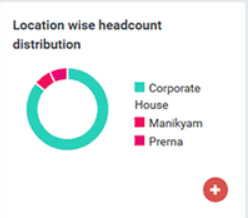 Location wise headcount
distribution
Corporate
House
Manikyam
Prerna